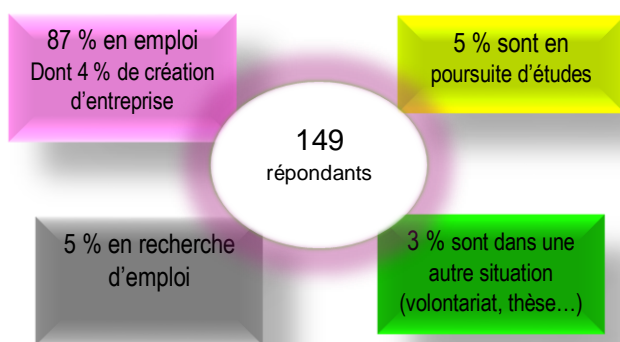 87 % en emploi
Dont 4 % de création
d’entreprise
5 % sont en
poursuite d’études
149
répondants
5 % en recherche
d’emploi
3 % sont dans une
autre situation
(volontariat, thèse…)